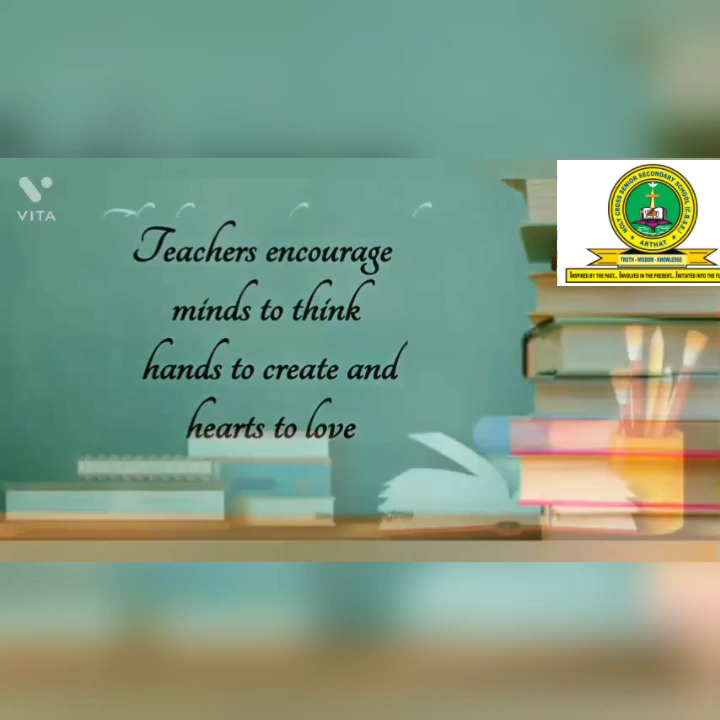 VITA
Teachers encourage
minds to think
hands to create and
hearts to love
HOLY CROSS SENIOR SECONDARY SCHOOL (C.B.S.E.)
ARTHAT
TRUTH - WISDOM - KNOWLEDGE
INSPIRED BY THE PAST... INVOLVED IN THE PRESENT... INITIATED INTO THE